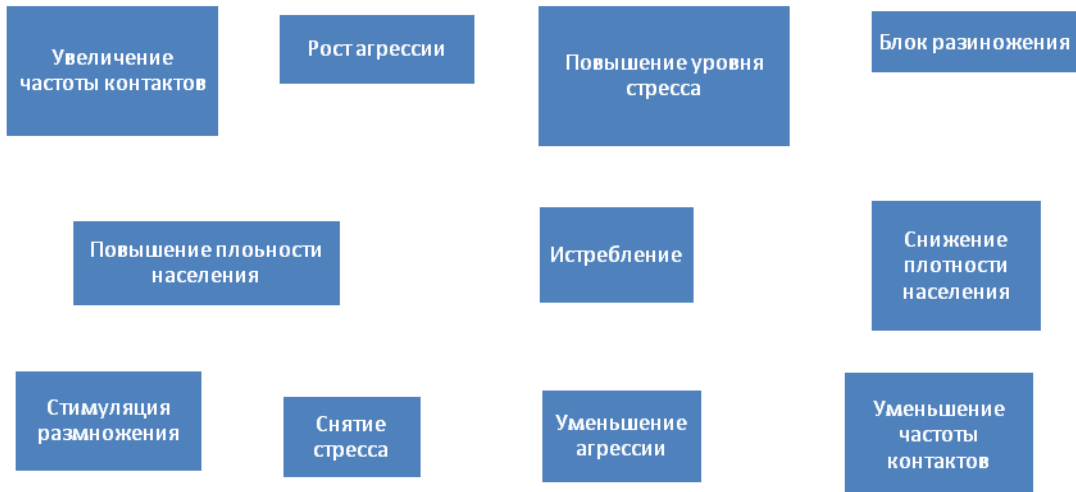 Увеличение
частоты контактов
Рост агрессии
Повышение уровня
стресса
Блок разиножения
Повышение плоьности
населения
Истребление
Снижение
плотности
населения
Стимуляция
размножения
Снятие
стресса
Уменьшение
агрессии
Уменьшение
частоты
контактов